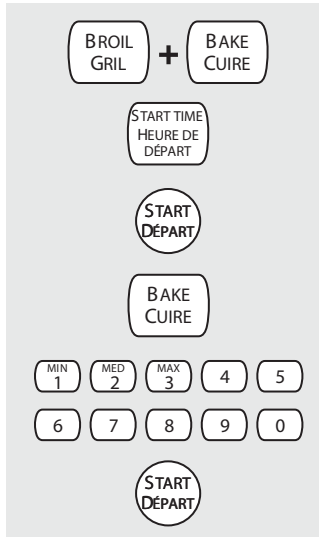 BROIL + BAKE
GRIL CUIRE
START TIME
HEURE DE
DÉPART
START
DÉPART
BAKE
CUIRE
MIN MED MAX
1 2 3 4 5
6 7 8 9 0
START
DÉPART